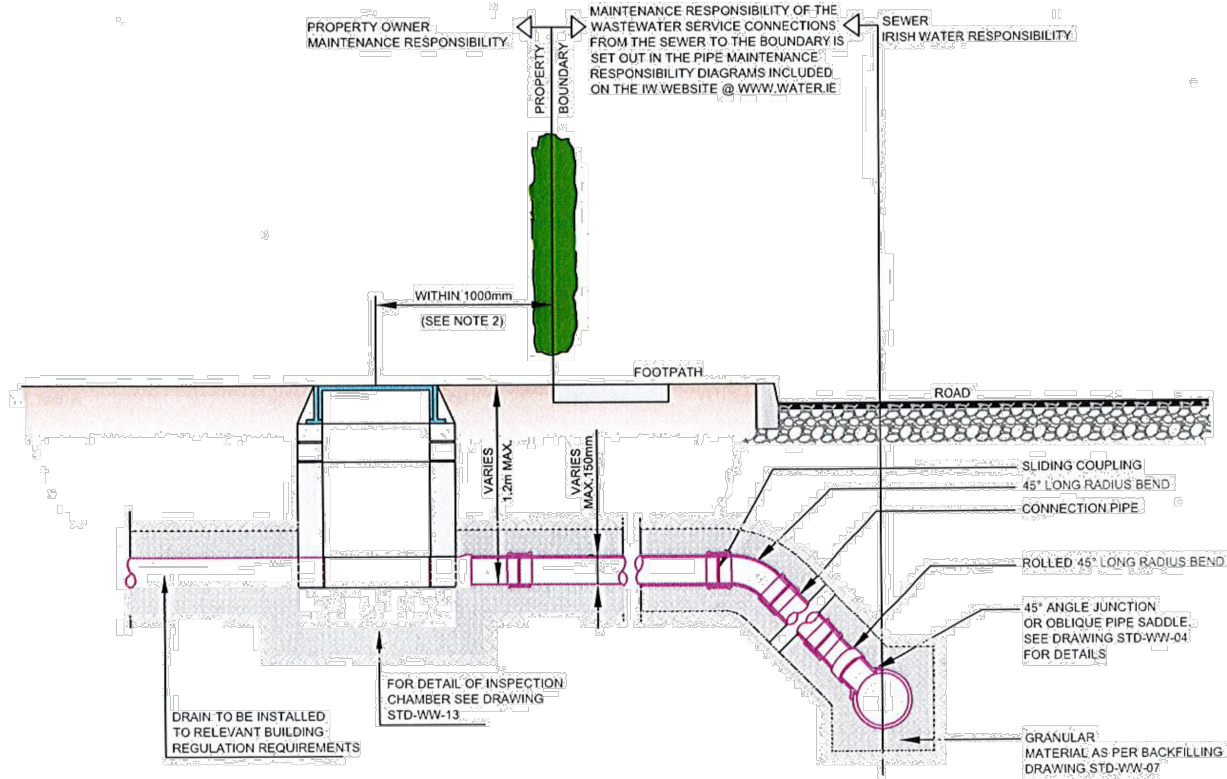 PROPERTY OWNER
MAINTENANCE RESPONSIBILITY
MAINTENANCE RESPONSIBILITY OF THE
WASTEWATER SERVICE CONNECTIONS
FROM THE SEWER TO THE BOUNDARY IS
SET OUT IN THE PIPE MAINTENANCE
RESPONSIBILITY DIAGRAMS INCLUDED
ON THE IW WEBSITE @ WWW.WATER.IE
SEWER
IRISH WATER RESPONSIBILITY
PROPERTY
BOUNDARY
WITHIN 1000mm
(SEE NOTE 2)
FOOTPATH
ROAD
VARIES
1.2m MAX.
VARIES
MAX.150mm
SLIDING COUPLING
45° LONG RADIUS BEND
CONNECTION PIPE
ROLLED 45° LONG RADIUS BEND
45° ANGLE JUNCTION
OR OBLIQUE PIPE SADDLE,
SEE DRAWING STD-WW-04
FOR DETAILS
FOR DETAIL OF INSPECTION
CHAMBER SEE DRAWING
STD-WW-13
DRAIN TO BE INSTALLED
TO RELEVANT BUILDING
REGULATION REQUIREMENTS
GRANULAR
MATERIAL AS PER BACKFILLING
DRAWING STD-WW-07